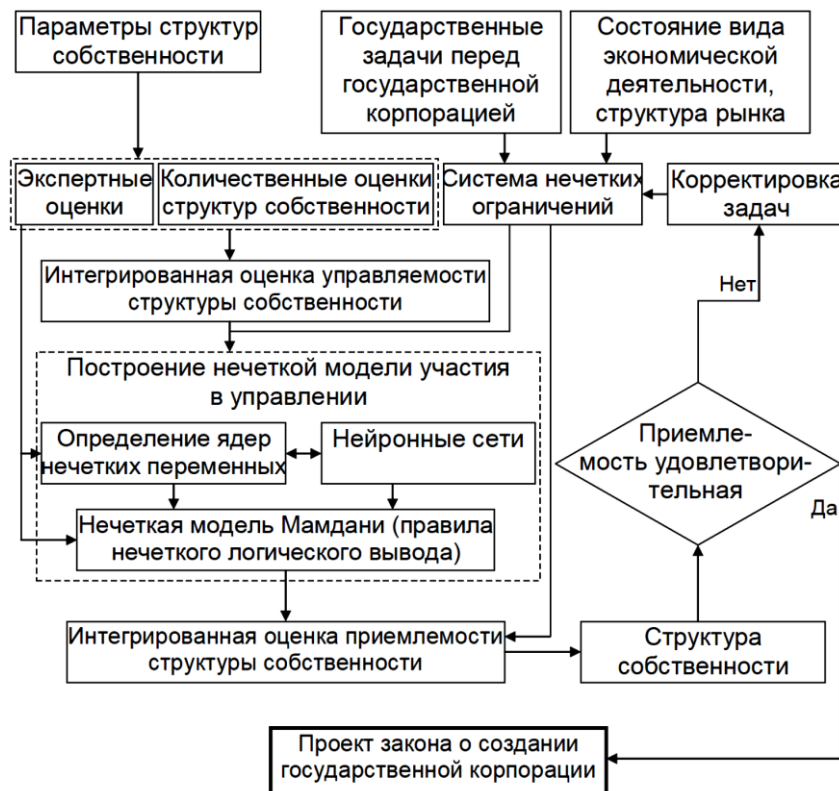 Параметры структур
собственности
Государственные
задачи перед
государственной
корпорацией
Состояние вида
экономической
деятельности,
структура рынка
Экспертные
оценки
Количественные оценки
структур собственности
Система нечетких
ограничений
Корректировка
задач
Интегрированная оценка управляемости
структуры собственности
Нет
Построение нечеткой модели участия
в управлении
Определение ядер
нечетких переменных
Нейронные сети
Приемле-
мость удовлетвори-
тельная
Да
Нечеткая модель Мамдани (правила
нечеткого логического вывода)
Интегрированная оценка приемлемости
структуры собственности
Структура
собственности
Проект закона о создании
государственной корпорации